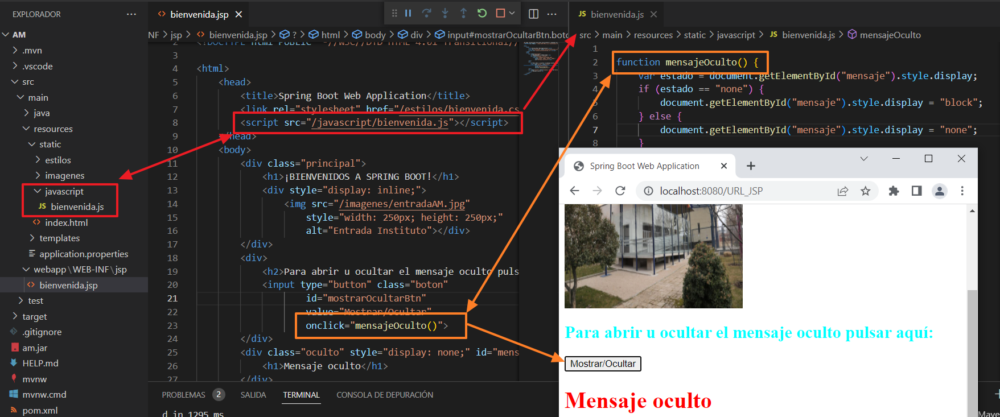 EXPLORADOR
AM
.mvn
.vscode
src
main
java
resources
static
estilos
imagenes
javascript
JS bienvenida.js
index.html
templates
application.properties
webapp\WEB-INF\jsp
bienvenida.jsp
test
target
.gitignore
am.jar
HELP.md
mvnw
mvnw.cmd
pom.xml
bienvenida.jsp
NF > jsp > bienvenida.jsp > ? > html > body > div > input#mostrarOcultarBtn.boto
2 <!DOCTYPE html PUBLIC "-//W3C//DTD HTML 4.01 Transitional//
3
4 <html>
5 <head>
6 <title>Spring Boot Web Application</title>
7 <link rel="stylesheet" href="/estilos/bienvenida.cs
8 <script src="/javascript/bienvenida.js"></script>
9 </head>
10 <body>
11 <div class="principal">
12 <h1>¡BIENVENIDOS A SPRING BOOT!</h1>
13 <div style="display: inline;">
14 <img src="/imagenes/entradaAM.jpg"
15 style="width: 250px; height: 250px;"
16 alt="Entrada Instituto"></div>
17 </div>
18 <div>
19 <h2>Para abrir u ocultar el mensaje oculto puls
20 <input type="button" class="boton"
21 id="mostrarOcultarBtn"
22 value="Mostrar/Ocultar"
23 onclick="mensajeOculto()">
24 </div>
25 <div class="oculto" style="display: none;" id="mens
26 <h1>Mensaje oculto</h1>
27 </div>
PROBLEMAS 2 SALIDA TERMINAL CONSOLA DE DEPURACIÓN
d in 1295 ms
JS bienvenida.js
src > main > resources > static > javascript > JS bienvenida.js > mensajeOculto
1
2 function mensajeOculto() {
3 var estado = document.getElementById("mensaje").style.display;
4 if (estado == "none") {
5 document.getElementById("mensaje").style.display = "block";
6 } else {
7 document.getElementById("mensaje").style.display = "none";
8 }
Spring Boot Web Application
localhost:8080/URL_JSP
Para abrir u ocultar el mensaje oculto pulsar aquí:
Mostrar/Ocultar
Mensaje oculto
Mave